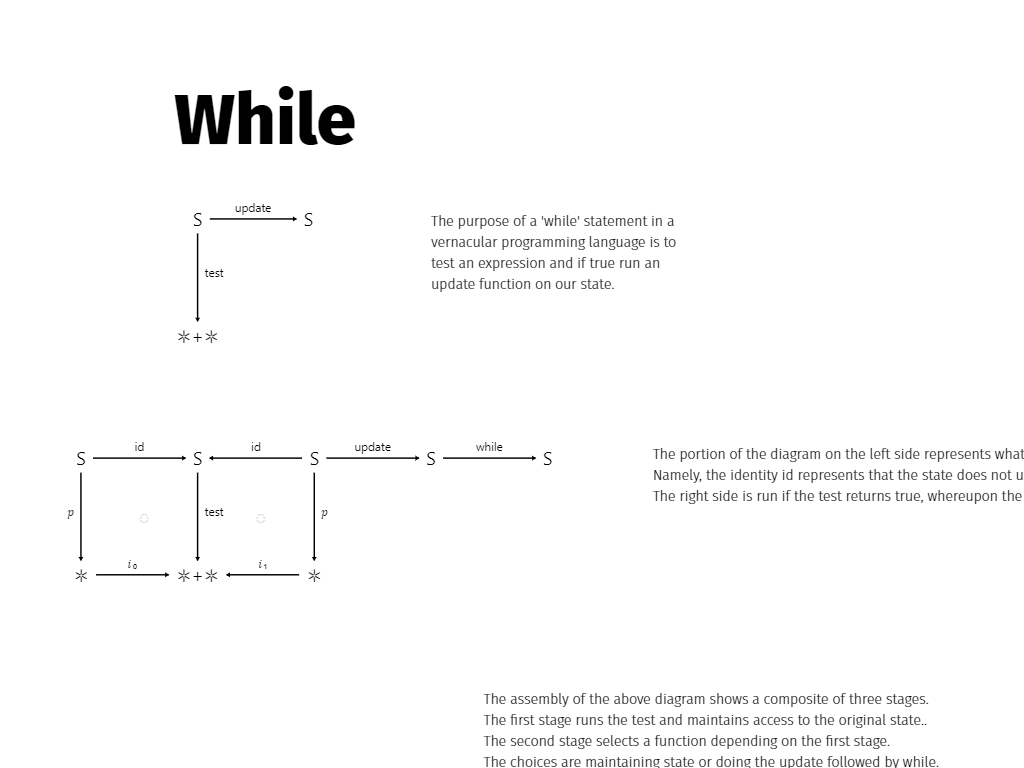 While
S update S
test
*+*
The purpose of a 'while' statement in a
vernacular programming language is to
test an expression and if true run an
update function on our state.
S id S id S update S while S
p test p
i₀ i₁
* *+* *
The portion of the diagram on the left side represents what
Namely, the identity id represents that the state does not u
The right side is run if the test returns true, whereupon the
The assembly of the above diagram shows a composite of three stages.
The first stage runs the test and maintains access to the original state..
The second stage selects a function depending on the first stage.
The choices are maintaining state or doing the update followed by while.